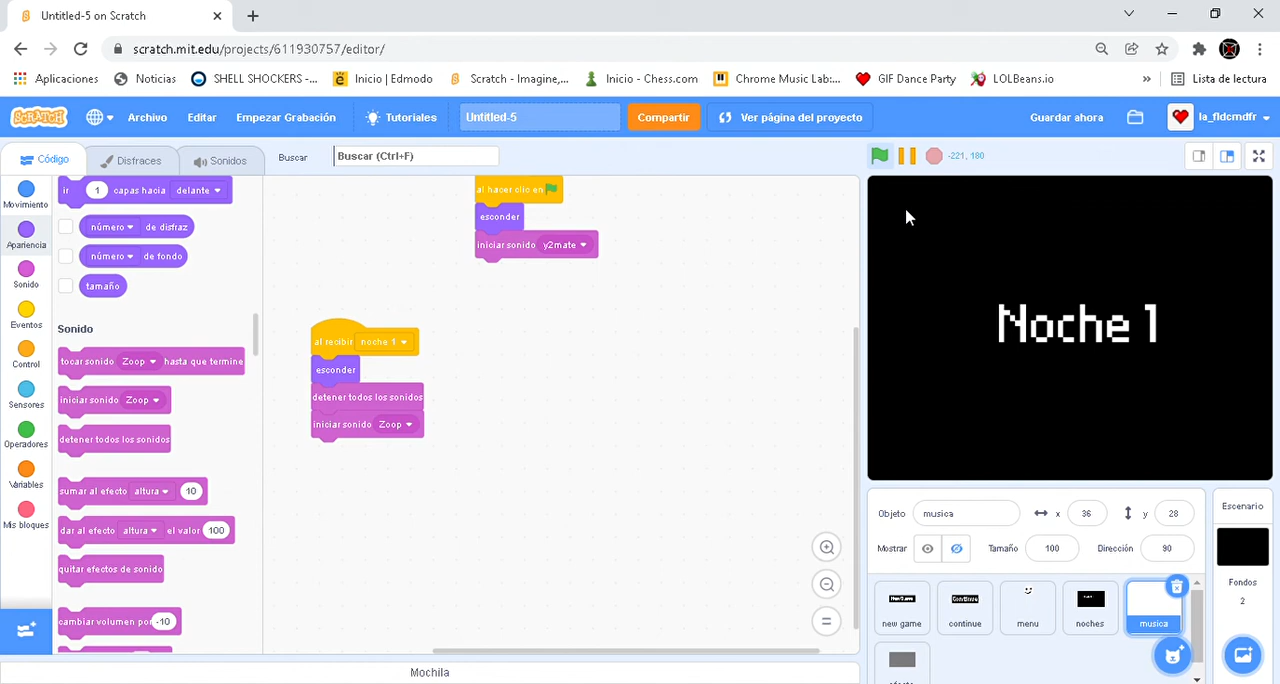 Untitled-5 on Scratch
scratch.mit.edu/projects/611930757/editor/
Aplicaciones Noticias SHELL SHOCKERS -... Inicio | Edmodo Scratch - Imagine,... Inicio - Chess.com Chrome Music Lab:... GIF Dance Party LOLBeans.io » Lista de lectura
SCRATCH Archivo Editar Empezar Grabación Tutoriales Untitled-5 Compartir Ver página del proyecto Guardar ahora la_fldcmdfr
Código Disfraces Sonidos Buscar Buscar (Ctrl+F) -221, 180
Movimiento
Apariencia
Sonido
Eventos
Control
Sensores
Operadores
Variables
Mis bloques
ir 1 capas hacia delante
número de disfraz
número de fondo
tamaño
Sonido
tocar sonido Zoop hasta que termine
iniciar sonido Zoop
detener todos los sonidos
sumar al efecto altura 10
dar al efecto altura el valor 100
quitar efectos de sonido
cambiar volumen por -10
al hacer clic en
esconder
iniciar sonido y2mate
al recibir noche 1
esconder
detener todos los sonidos
iniciar sonido Zoop
Mochila
Noche 1
Objeto musica x 36 y 28
Mostrar Tamaño 100 Dirección 90
new game continue menu noches musica
Escenario
Fondos
2